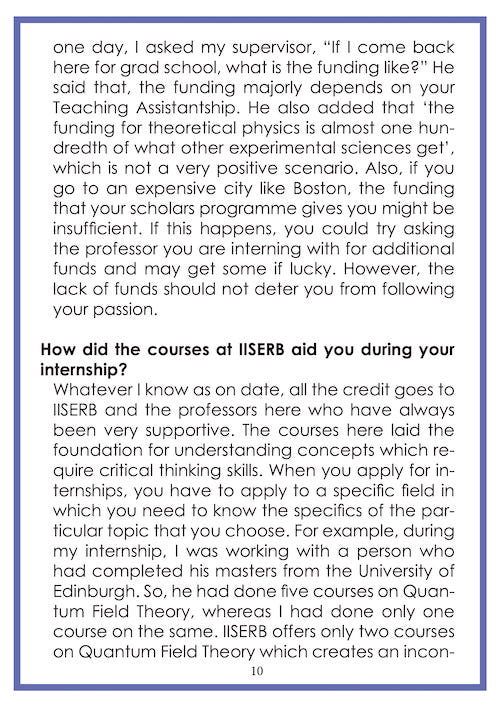 one day, I asked my supervisor, “If I come back
here for grad school, what is the funding like?” He
said that, the funding majorly depends on your
Teaching Assistantship. He also added that ‘the
funding for theoretical physics is almost one hun-
dredth of what other experimental sciences get’,
which is not a very positive scenario. Also, if you
go to an expensive city like Boston, the funding
that your scholars programme gives you might be
insufficient. If this happens, you could try asking
the professor you are interning with for additional
funds and may get some if lucky. However, the
lack of funds should not deter you from following
your passion.
How did the courses at IISERB aid you during your
internship?
Whatever I know as on date, all the credit goes to
IISERB and the professors here who have always
been very supportive. The courses here laid the
foundation for understanding concepts which re-
quire critical thinking skills. When you apply for in-
ternships, you have to apply to a specific field in
which you need to know the specifics of the par-
ticular topic that you choose. For example, during
my internship, I was working with a person who
had completed his masters from the University of
Edinburgh. So, he had done five courses on Quan-
tum Field Theory, whereas I had done only one
course on the same. IISERB offers only two courses
on Quantum Field Theory which creates an incon-
10